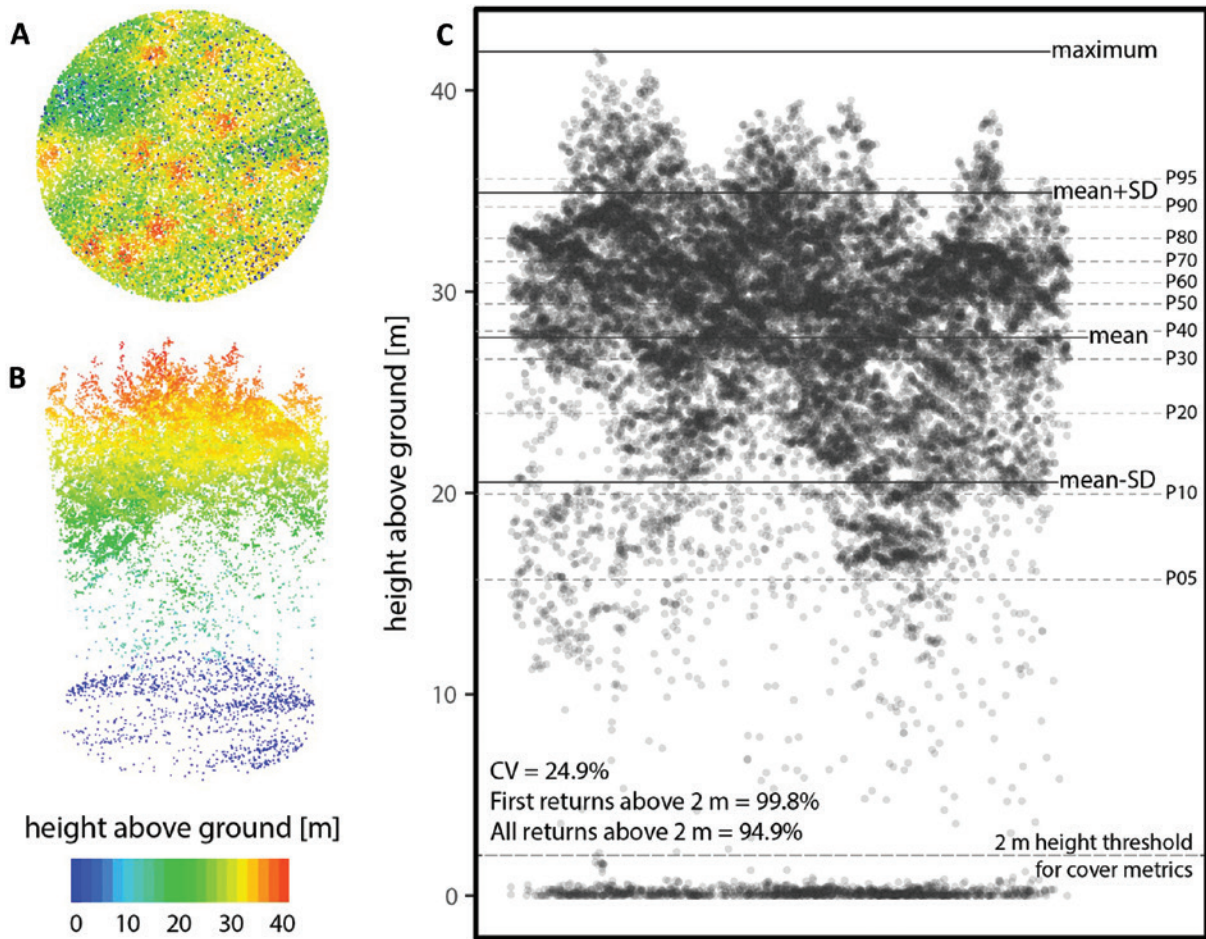 A
B
height above ground [m]
0 10 20 30 40
C
height above ground [m]
40
30
20
10
0
maximum
P95
mean+SD
P90
P80
P70
P60
P50
P40
mean
P30
P20
mean-SD
P10
P05
CV = 24.9%
First returns above 2 m = 99.8%
All returns above 2 m = 94.9%
2 m height threshold
for cover metrics